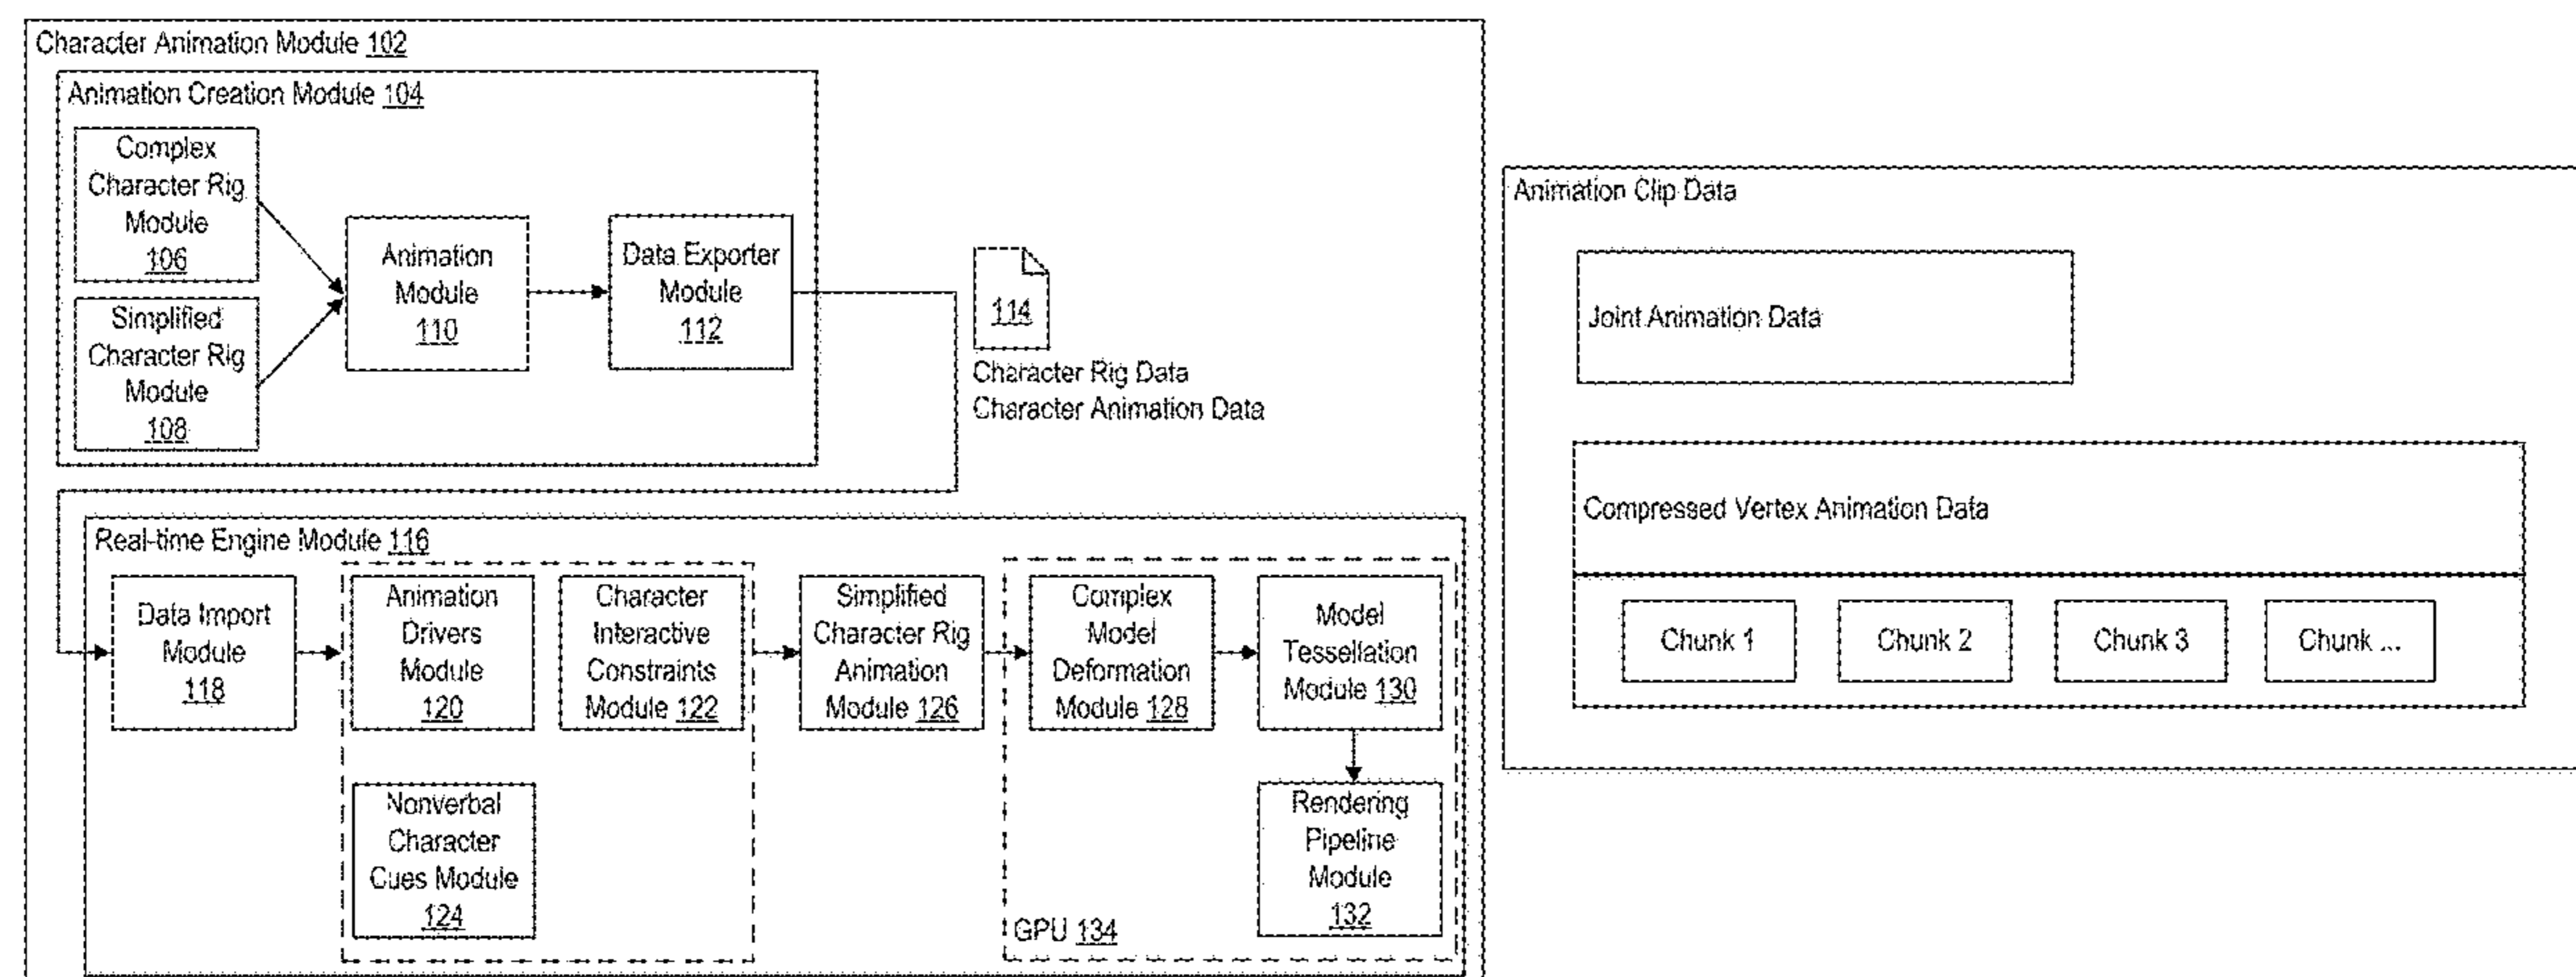 Character Animation Module 102
Animation Creation Module 104
Complex
Character Rig
Module
106
Simplified
Character Rig
Module
108
Animation
Module
110
Data Exporter
Module
112
114
Character Rig Data
Character Animation Data
Real-time Engine Module 116
Data Import
Module
118
Animation
Drivers
Module
120
Character
Interactive
Constraints
Module 122
Nonverbal
Character
Cues Module
124
Simplified
Character Rig
Animation
Module 126
Complex
Model
Deformation
Module 128
Model
Tessellation
Module 130
Rendering
Pipeline
Module
132
GPU 134
Animation Clip Data
Joint Animation Data
Compressed Vertex Animation Data
Chunk 1
Chunk 2
Chunk 3
Chunk ...